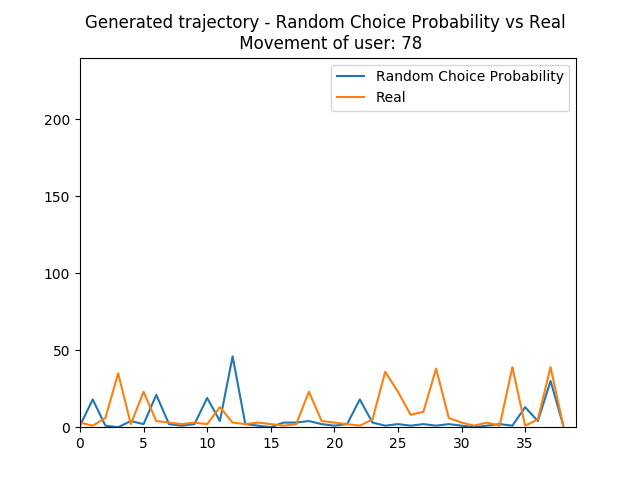 Generated trajectory - Random Choice Probability vs Real
Movement of user: 78
Random Choice Probability
Real
200
150
100
50
0
0 5 10 15 20 25 30 35